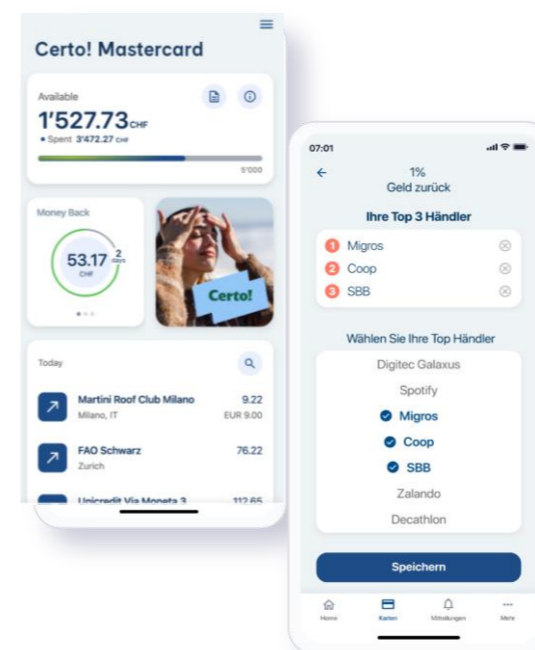 Certo! Mastercard
Available
1'527.73 CHF
• Spent 3'472.27 CHF
5'000
Money Back
53.17
CHF
2
days
Certo!
Today
Martini Roof Club Milano 9.22
Milano, IT EUR 9.00
FAO Schwarz 76.22
Zurich
Unicredit Via Moneta 3 112.65
07:01
1%
Geld zurück
Ihre Top 3 Händler
1 Migros
2 Coop
3 SBB
Wählen Sie Ihre Top Händler
Digitec Galaxus
Spotify
Migros
Coop
SBB
Zalando
Decathlon
Speichern
Home Karten Mitteilungen Mehr